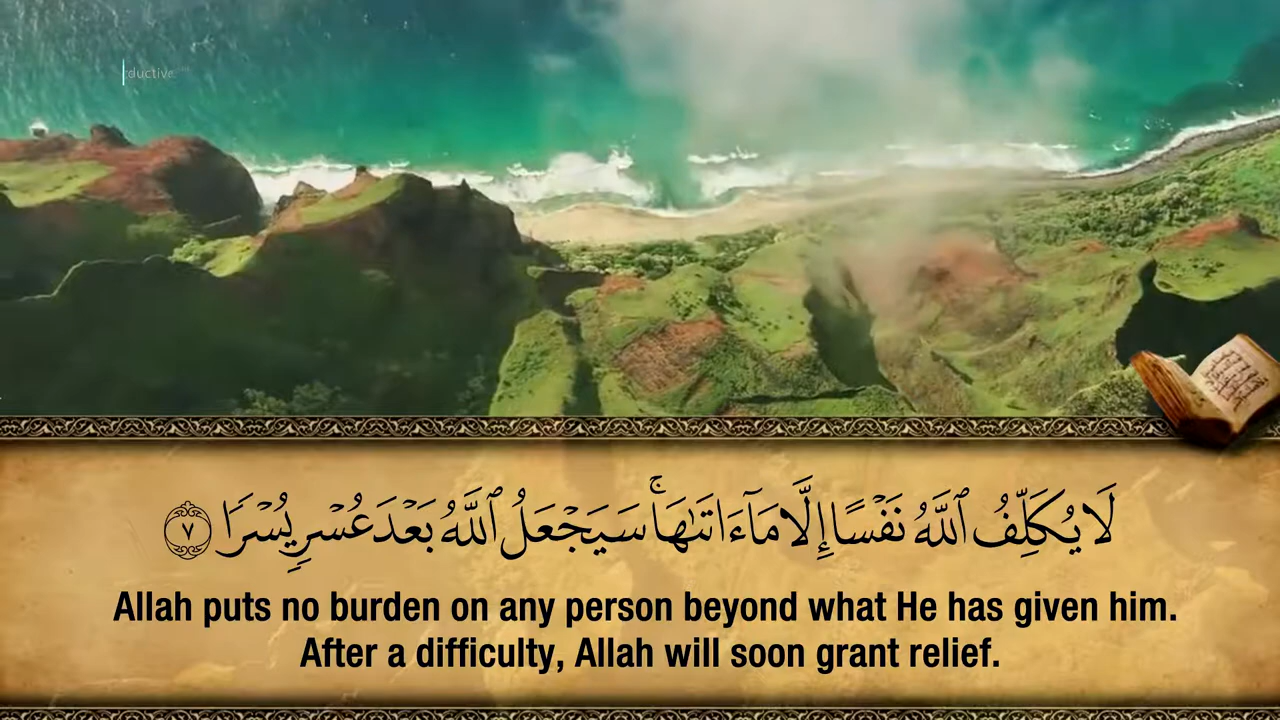 لَا يُكَلِّفُ ٱللَّهُ نَفْسًا إِلَّا مَآ ءَاتَىٰهَا ۚ سَيَجْعَلُ ٱللَّهُ بَعْدَ عُسْرٍ يُسْرًا ٧
Allah puts no burden on any person beyond what He has given him.
After a difficulty, Allah will soon grant relief.